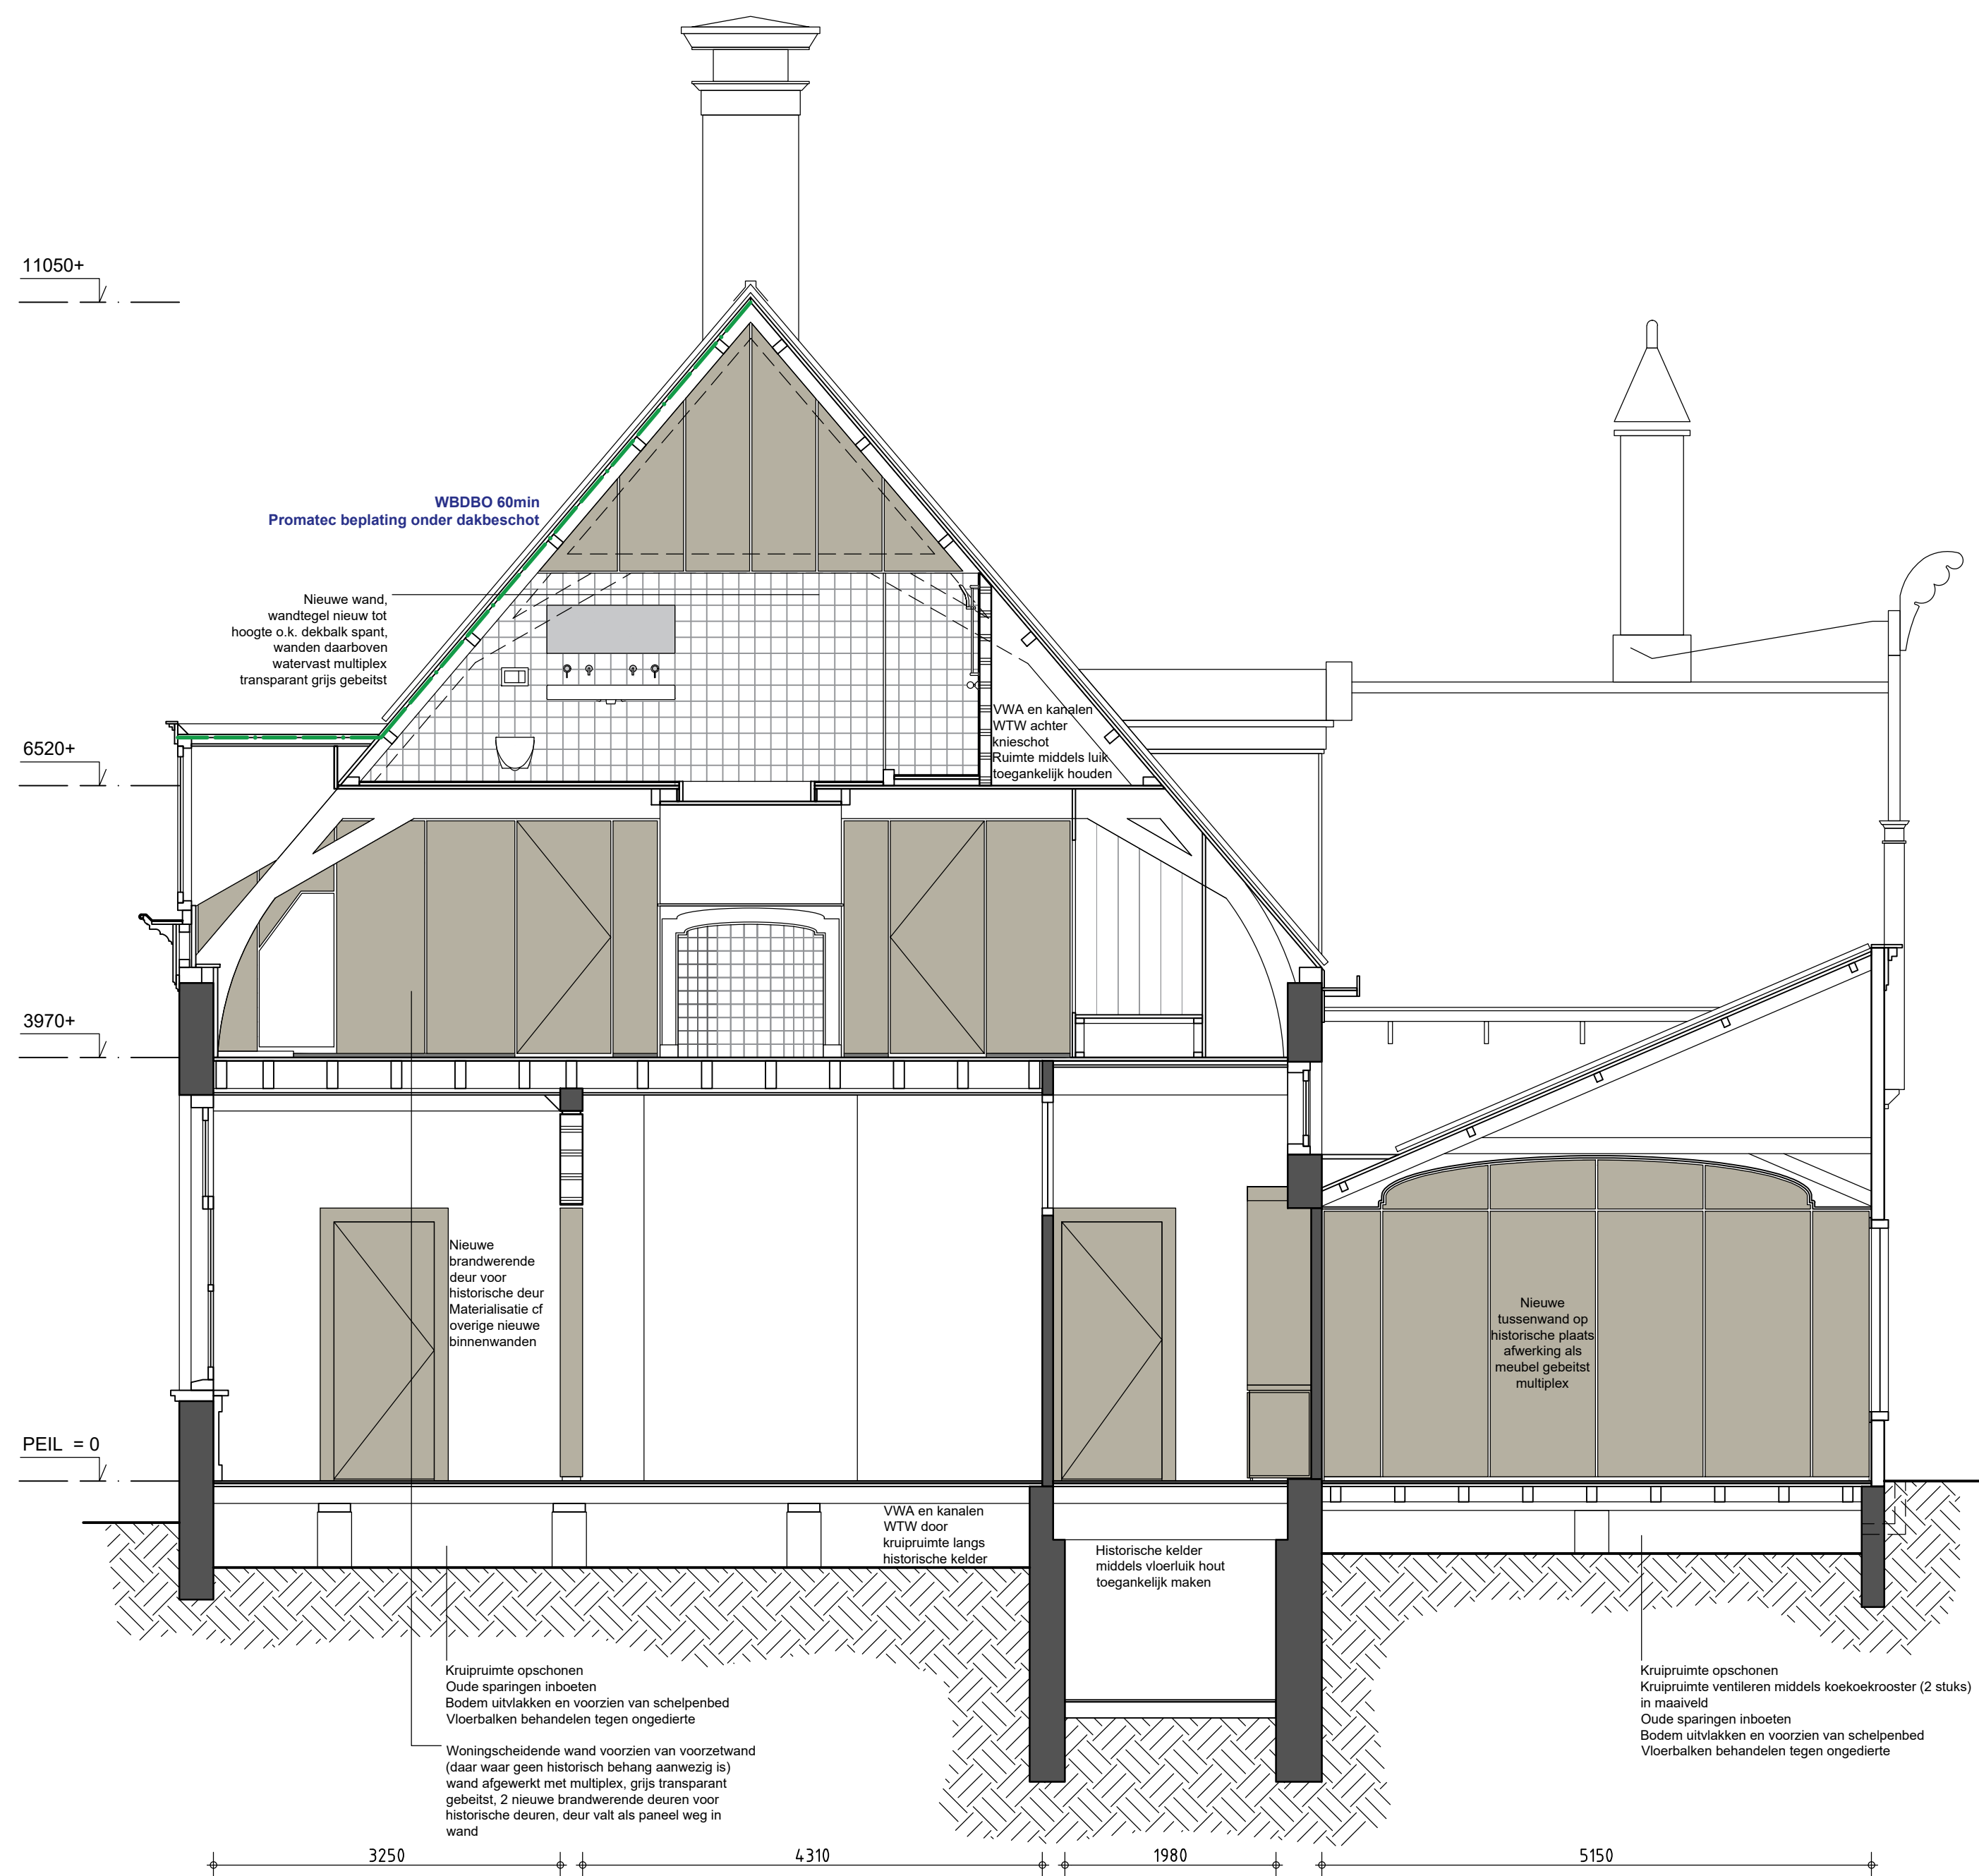 11050+
WBDBO 60min
Promatec beplating onder dakbeschot
Nieuwe wand,
wandtegel nieuw tot
hoogte o.k. dekbalk spant,
wanden daarboven
watervast multiplex
transparant grijs gebeitst
VWA en kanalen
WTW achter
knieschot
Ruimte middels luik
toegankelijk houden
6520+
3970+
Nieuwe
brandwerende
deur voor
historische deur
Materialisatie cf
overige nieuwe
binnenwanden
Nieuwe
tussenwand op
historische plaats
afwerking als
meubel gebeitst
multiplex
PEIL = 0
VWA en kanalen
WTW door
kruipruimte langs
historische kelder
Historische kelder
middels vloerluik hout
toegankelijk maken
Kruipruimte opschonen
Oude sparingen inboeten
Bodem uitvlakken en voorzien van schelpenbed
Vloerbalken behandelen tegen ongedierte
Woningscheidende wand voorzien van voorzetwand
(daar waar geen historisch behang aanwezig is)
wand afgewerkt met multiplex, grijs transparant
gebeitst, 2 nieuwe brandwerende deuren voor
historische deuren, deur valt als paneel weg in
wand
Kruipruimte opschonen
Kruipruimte ventileren middels koekoekrooster (2 stuks)
in maaiveld
Oude sparingen inboeten
Bodem uitvlakken en voorzien van schelpenbed
Vloerbalken behandelen tegen ongedierte
3250
4310
1980
5150